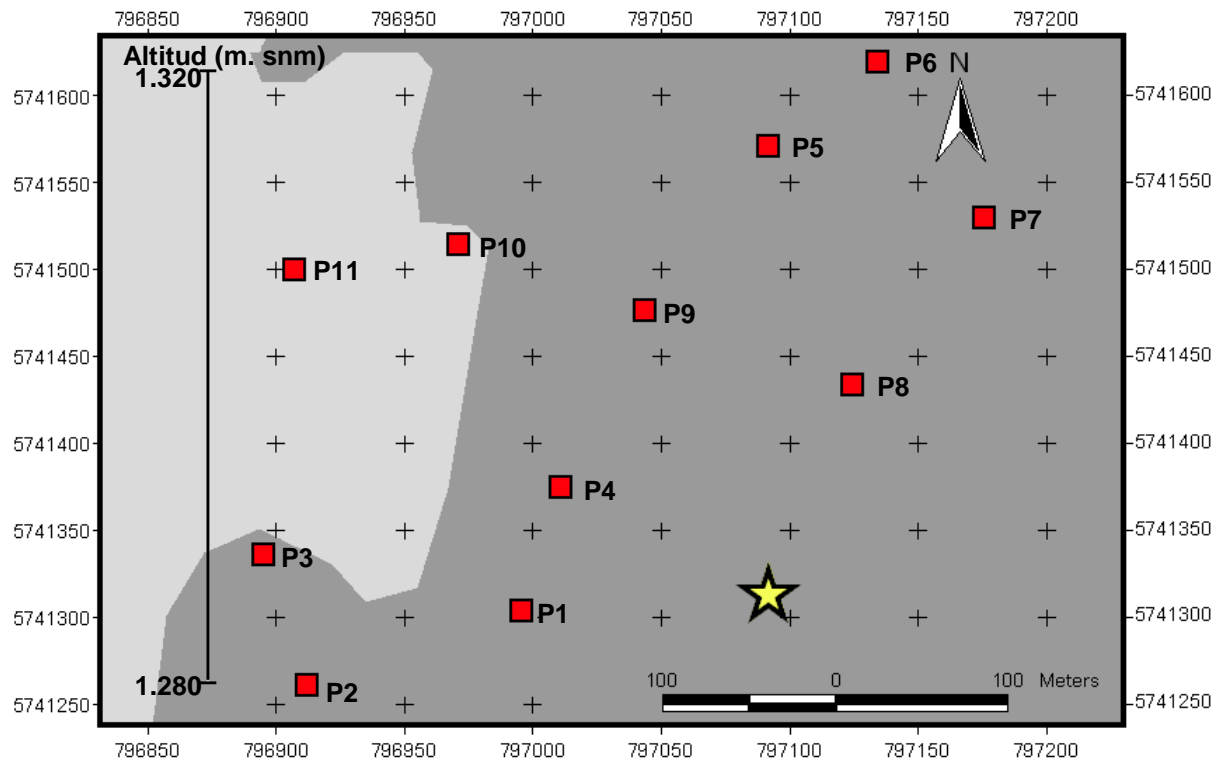 796850 796900 796950 797000 797050 797100 797150 797200
Altitud (m. snm)
P6 N
1.320
5741600 5741600
P5
5741550 5741550
P7
P10
5741500 P11 5741500
P9
5741450 5741450
P8
5741400 5741400
P4
5741350 5741350
P3
5741300 P1 5741300
1.280 P2
100 0 100 Meters
5741250 5741250
796850 796900 796950 797000 797050 797100 797150 797200